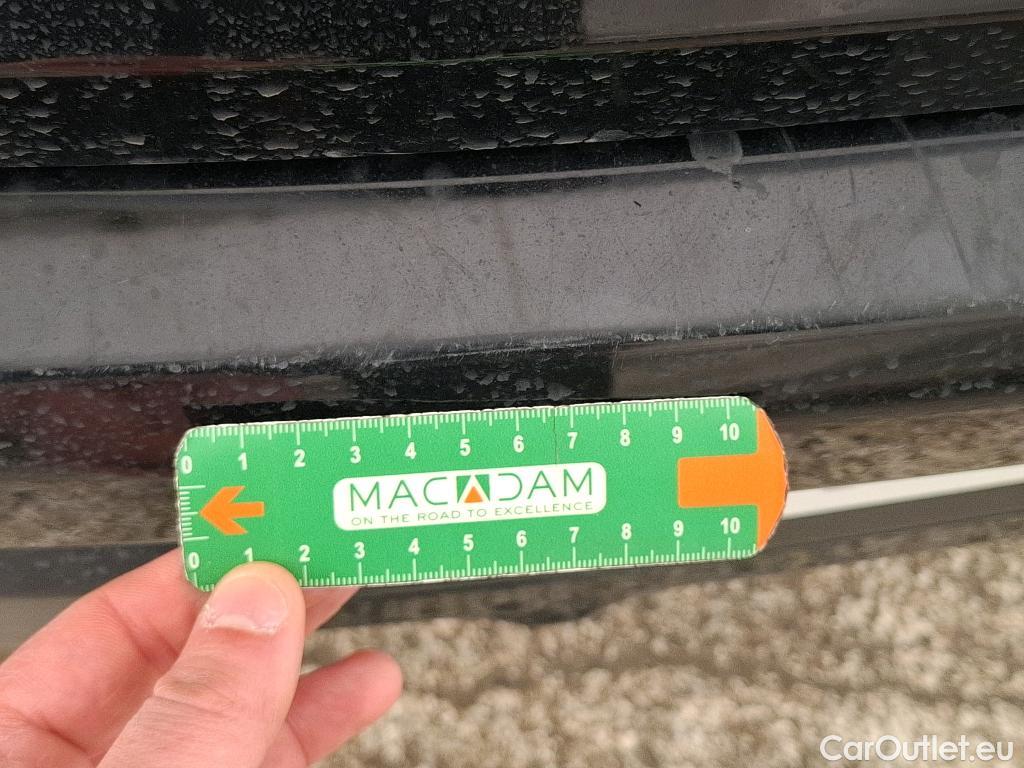 0 1 2 3 4 5 6 7 8 9 10
MACADAM
ON THE ROAD TO EXCELLENCE
0 1 2 3 4 5 6 7 8 9 10
CarOutlet.eu